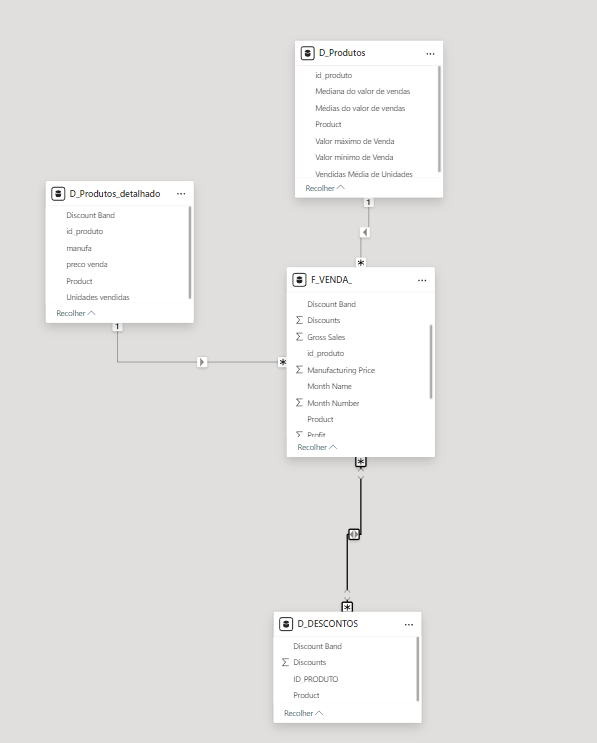 D_Produtos
id_produto
Mediana do valor de vendas
Médias do valor de vendas
Product
Valor máximo de Venda
Valor mínimo de Venda
Vendidas Média de Unidades
Recolher
1
*
D_Produtos_detalhado
Discount Band
id_produto
manufa
preco venda
Product
Unidades vendidas
Recolher
1
*
F_VENDA_
Discount Band
Σ Discounts
Σ Gross Sales
id_produto
Σ Manufacturing Price
Month Name
Σ Month Number
Product
Σ Profit
Recolher
*
*
D_DESCONTOS
Discount Band
Σ Discounts
ID_PRODUTO
Product
Recolher